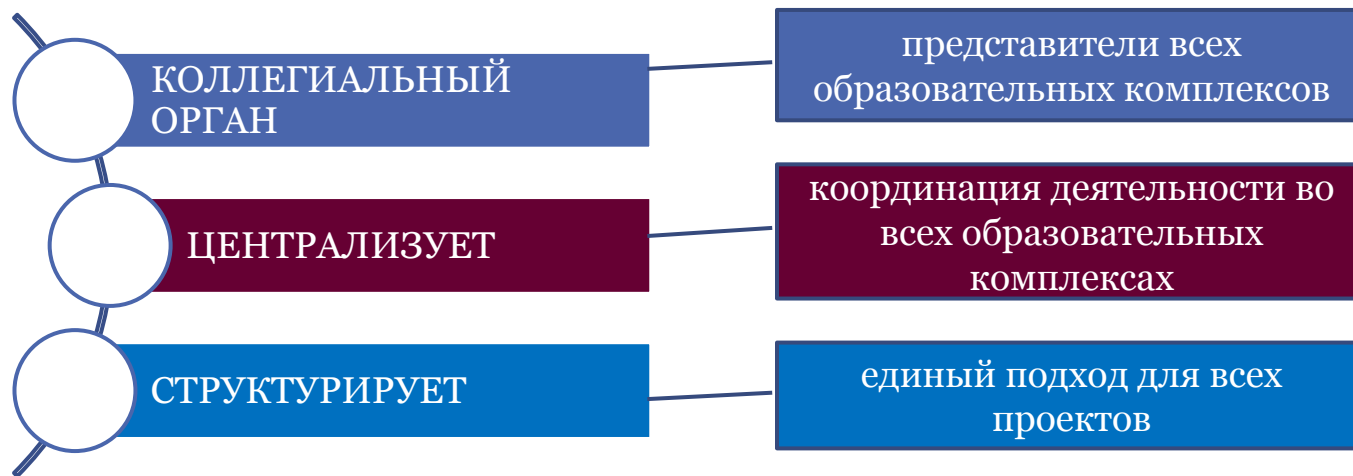 КОЛЛЕГИАЛЬНЫЙ
ОРГАН
представители всех
образовательных комплексов
ЦЕНТРАЛИЗУЕТ
координация деятельности во
всех образовательных
комплексах
СТРУКТУРИРУЕТ
единый подход для всех
проектов